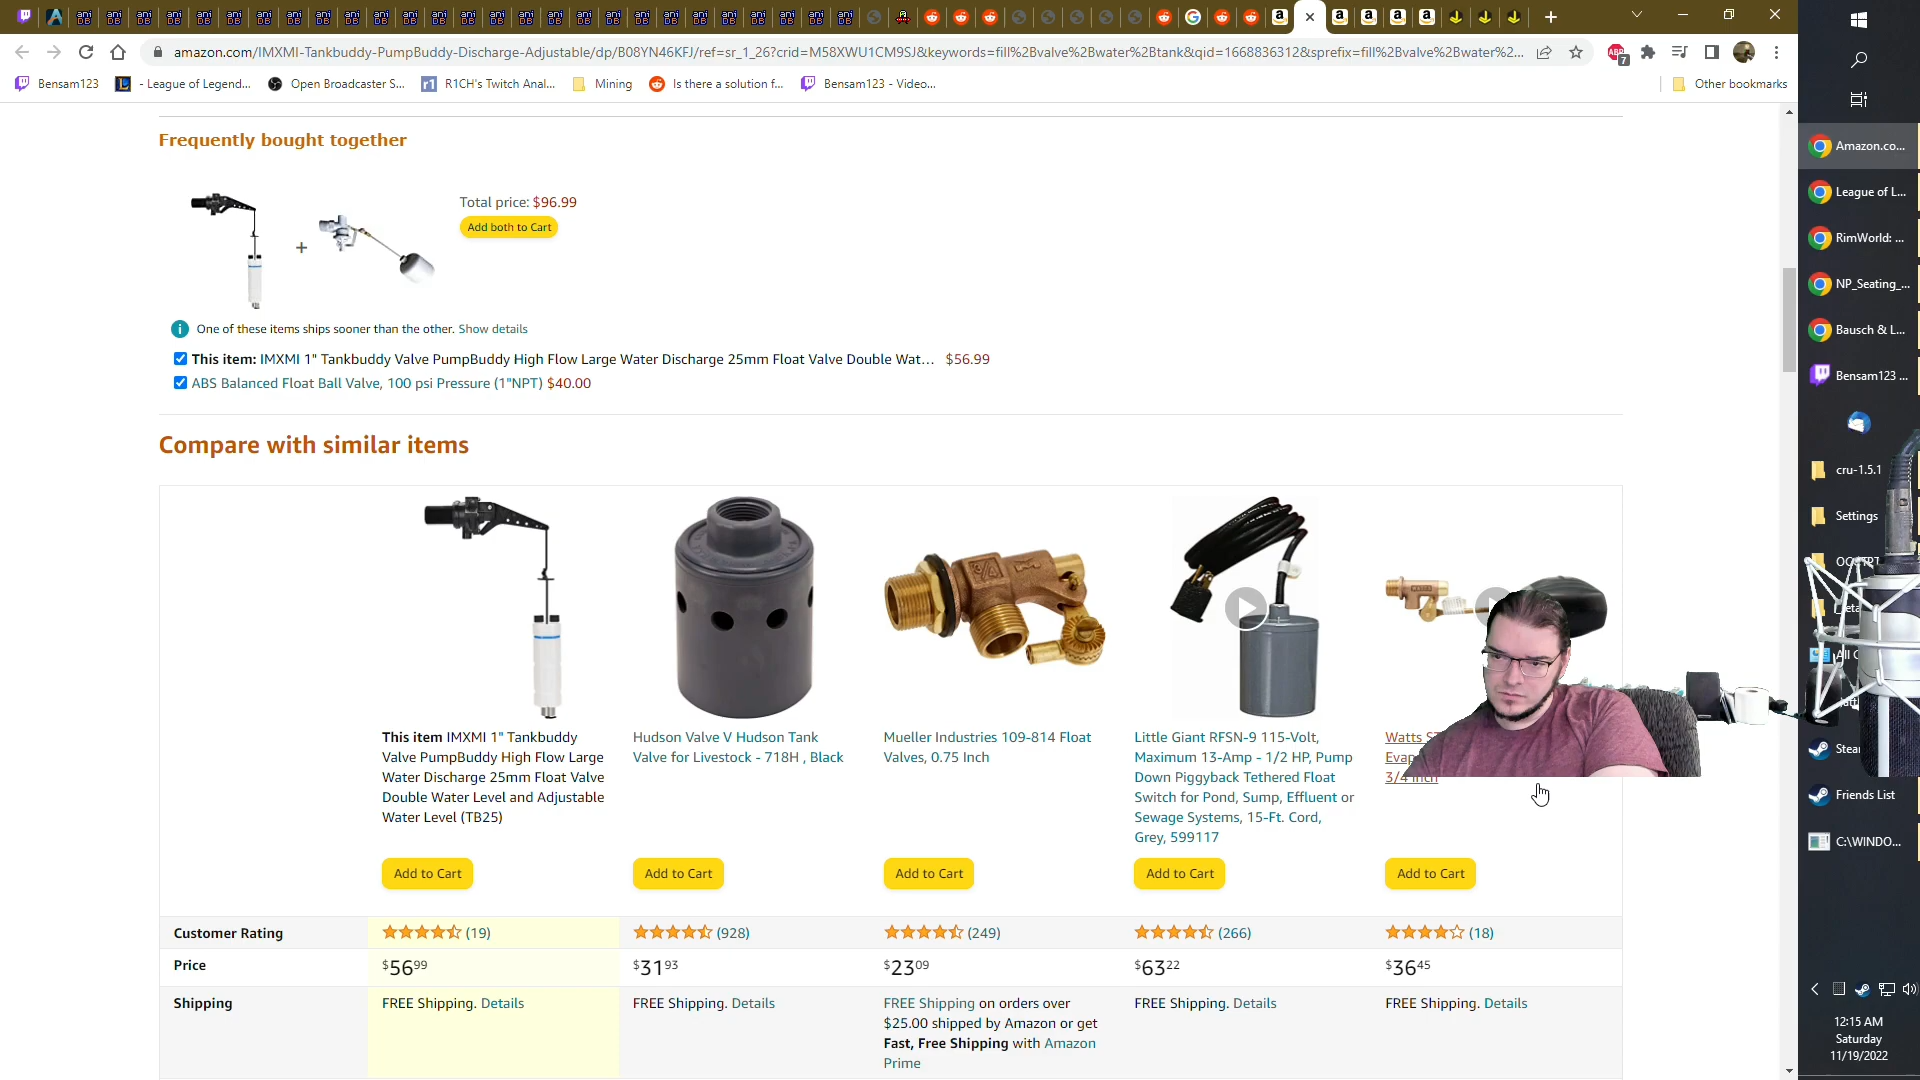 amazon.com/IMXMI-Tankbuddy-PumpBuddy-Discharge-Adjustable/dp/B08YN46KFJ/ref=sr_1_26?crid=M58XWU1CM9SJ&keywords=fill%2Bvalve%2Bwater%2Btank&qid=1668836312&sprefix=fill%2Bvalve%2Bwater%2...
ABP
7
Bensam123
- League of Legend...
Open Broadcaster S...
R1CH's Twitch Anal...
Mining
Is there a solution f...
Bensam123 - Video...
Other bookmarks
Frequently bought together
Total price: $96.99
Add both to Cart
+
One of these items ships sooner than the other. Show details
This item: IMXMI 1" Tankbuddy Valve PumpBuddy High Flow Large Water Discharge 25mm Float Valve Double Wat... $56.99
ABS Balanced Float Ball Valve, 100 psi Pressure (1"NPT) $40.00
Compare with similar items
This item IMXMI 1" Tankbuddy
Valve PumpBuddy High Flow Large
Water Discharge 25mm Float Valve
Double Water Level and Adjustable
Water Level (TB25)
Add to Cart
Hudson Valve V Hudson Tank
Valve for Livestock - 718H , Black
Add to Cart
3/4
Mueller Industries 109-814 Float
Valves, 0.75 Inch
Add to Cart
Little Giant RFSN-9 115-Volt,
Maximum 13-Amp - 1/2 HP, Pump
Down Piggyback Tethered Float
Switch for Pond, Sump, Effluent or
Sewage Systems, 15-Ft. Cord,
Grey, 599117
Add to Cart
Watts
3/4 Inch
Add to Cart
Customer Rating
(19)
(928)
(249)
(266)
(18)
Price
$56.99
$31.93
$23.09
$63.22
$36.45
Shipping
FREE Shipping. Details
FREE Shipping. Details
FREE Shipping on orders over
$25.00 shipped by Amazon or get
Fast, Free Shipping with Amazon
Prime
FREE Shipping. Details
FREE Shipping. Details
Amazon.co...
League of L...
RimWorld: ...
NP_Seating_...
Bausch & L...
Bensam123 ...
cru-1.5.1
Settings
All
Friends List
C:\WINDO...
12:15 AM
Saturday
11/19/2022